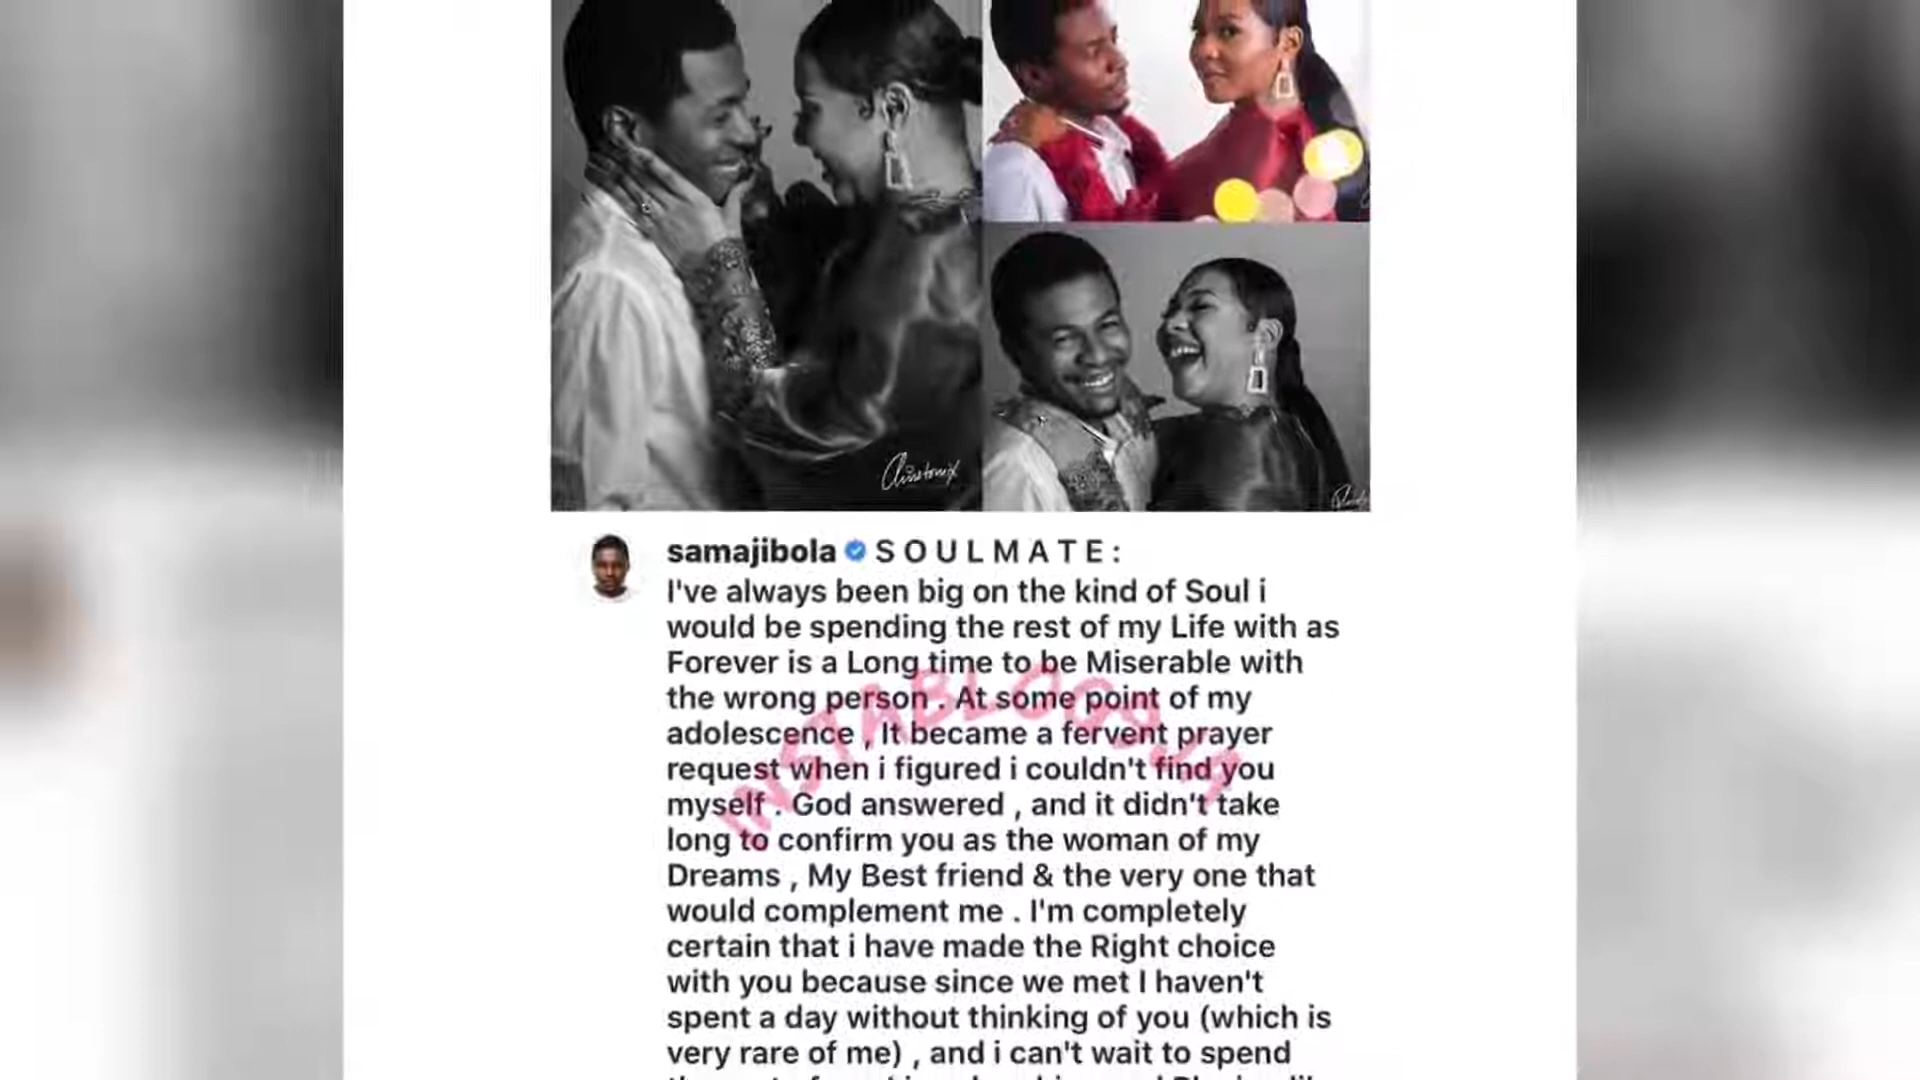 Clinstonix
samajibola S O U L M A T E :
I've always been big on the kind of Soul i
would be spending the rest of my Life with as
Forever is a Long time to be Miserable with
the wrong person . At some point of my
adolescence , It became a fervent prayer
request when i figured i couldn't find you
myself . God answered , and it didn't take
long to confirm you as the woman of my
Dreams , My Best friend & the very one that
would complement me . I'm completely
certain that i have made the Right choice
with you because since we met I haven't
spent a day without thinking of you (which is
very rare of me) , and i can't wait to spend
INSTABLOG9JA